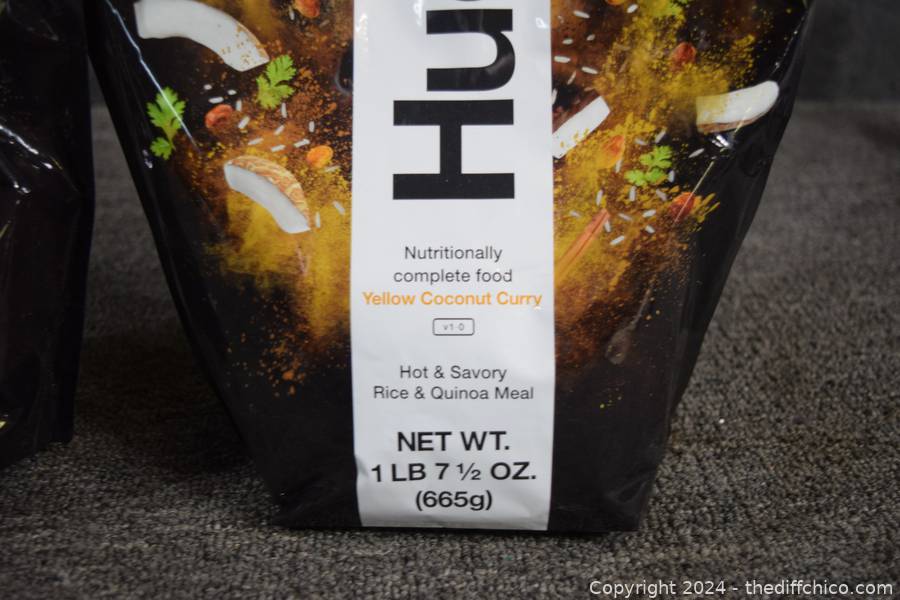 Hu
Nutritionally
complete food
Yellow Coconut Curry
v1·0
Hot & Savory
Rice & Quinoa Meal
NET WT.
1 LB 7 ½ OZ.
(665g)
Copyright 2024 - thediffchico.com